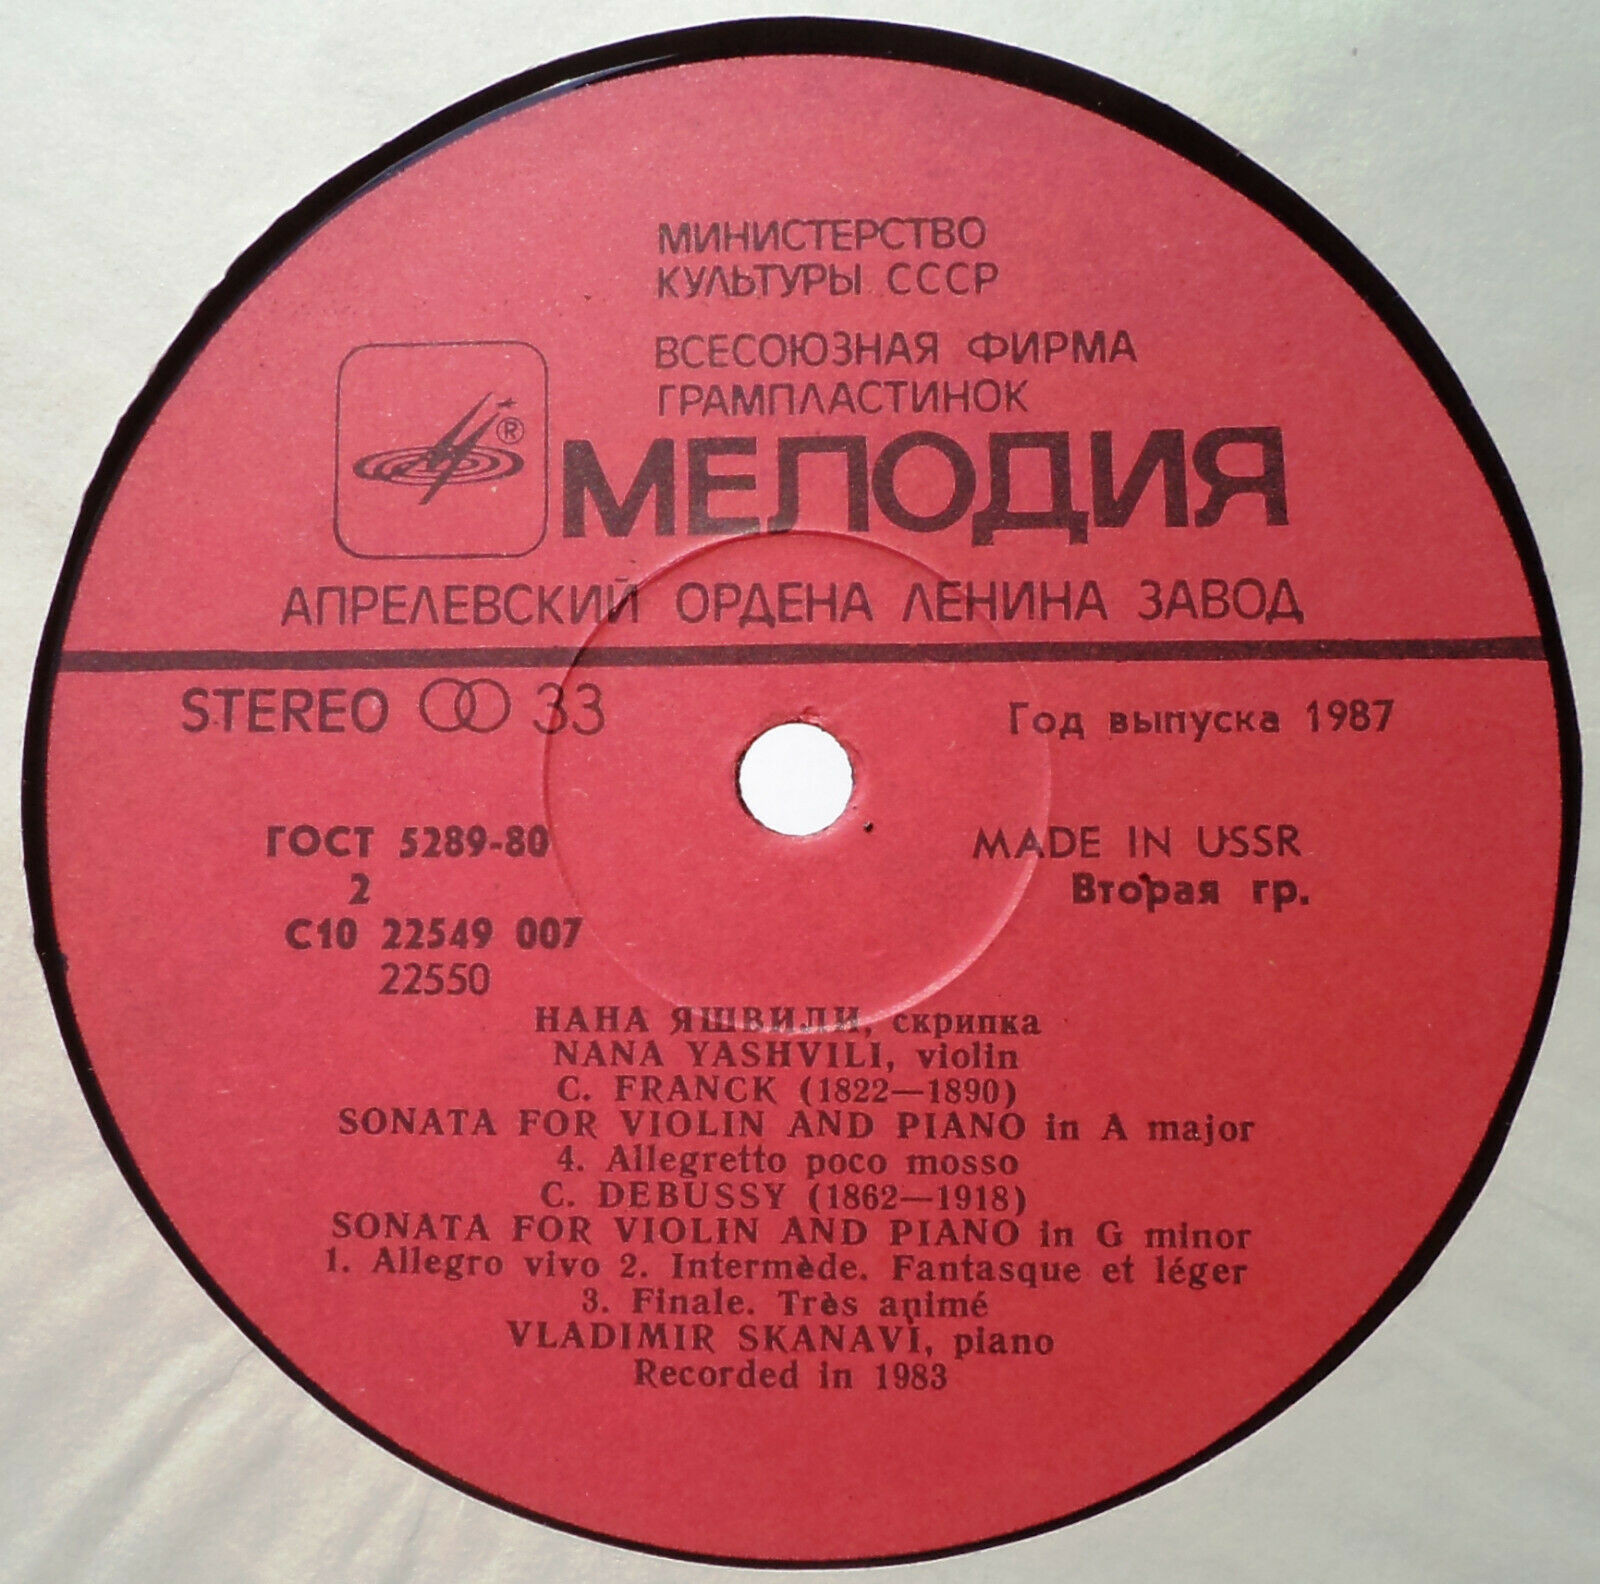 МИНИСТЕРСТВО
КУЛЬТУРЫ СССР
ВСЕСОЮЗНАЯ ФИРМА
ГРАМПЛАСТИНОК
®
МЕЛОДИЯ
АПРЕЛЕВСКИЙ ОРДЕНА ЛЕНИНА ЗАВОД
STEREO 33
Год выпуска 1987
ГОСТ 5289-80
MADE IN USSR
2
Вторая гр.
С10 22549 007
22550
НАНА ЯШВИЛИ, скрипка
NANA YASHVILI, violin
C. FRANCK (1822—1890)
SONATA FOR VIOLIN AND PIANO in A major
4. Allegretto poco mosso
C. DEBUSSY (1862—1918)
SONATA FOR VIOLIN AND PIANO in G minor
1. Allegro vivo 2. Intermède. Fantasque et léger
3. Finale. Très animé
VLADIMIR SKANAVI, piano
Recorded in 1983